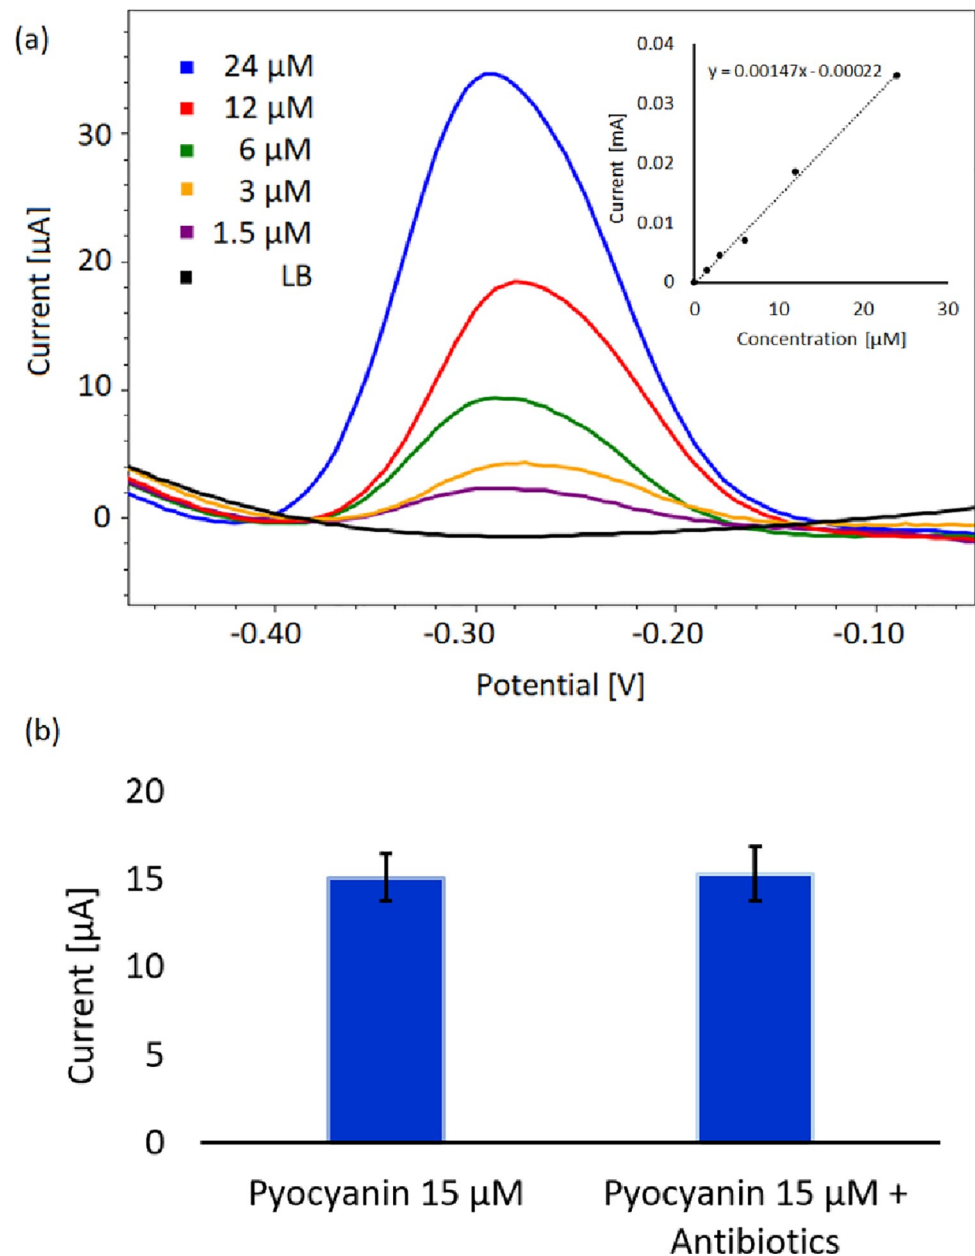 (a)
24 μM
12 μM
6 μM
3 μM
1.5 μM
LB
Current [μA]
30
20
10
0
-0.40
-0.30
-0.20
-0.10
Potential [V]
y = 0.00147x - 0.00022
Current [mA]
0.04
0.03
0.02
0.01
0
0
10
20
30
Concentration [μM]
(b)
Current [μA]
20
15
10
5
0
Pyocyanin 15 μM
Pyocyanin 15 μM +
Antibiotics